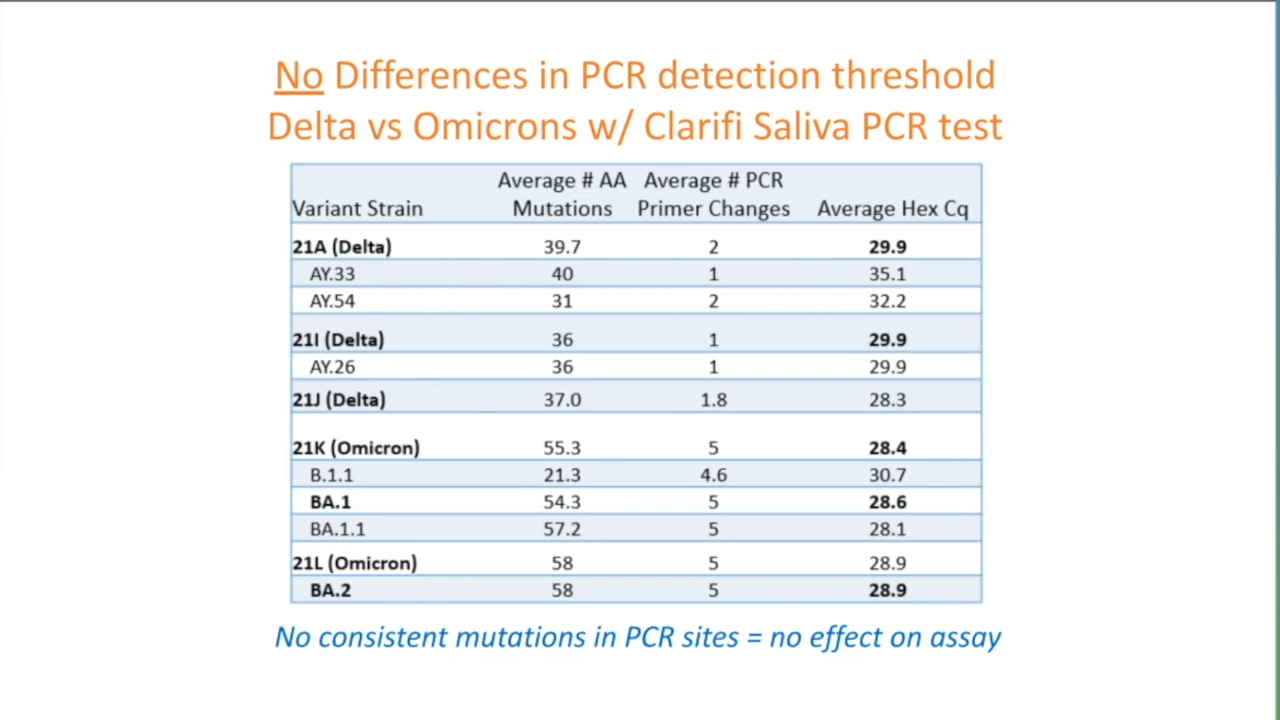 No Differences in PCR detection threshold
Delta vs Omicrons w/ Clarifi Saliva PCR test
Average # AA Average # PCR
Variant Strain Mutations Primer Changes Average Hex Cq
21A (Delta) 39.7 2 29.9
AY.33 40 1 35.1
AY.54 31 2 32.2
21I (Delta) 36 1 29.9
AY.26 36 1 29.9
21J (Delta) 37.0 1.8 28.3
21K (Omicron) 55.3 5 28.4
B.1.1 21.3 4.6 30.7
BA.1 54.3 5 28.6
BA.1.1 57.2 5 28.1
21L (Omicron) 58 5 28.9
BA.2 58 5 28.9
No consistent mutations in PCR sites = no effect on assay